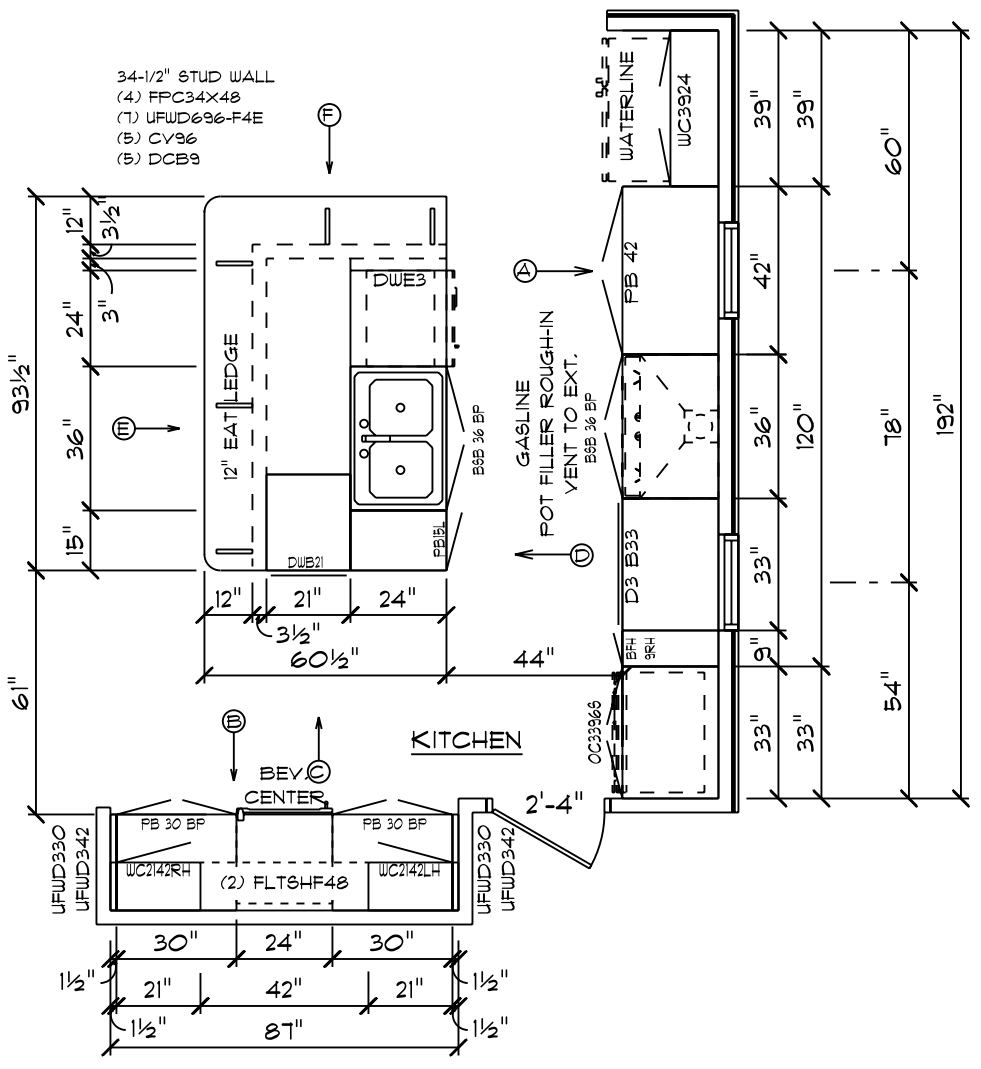 34-1/2" STUD WALL
(4) FPC34X48
(7) UFWD696-F4E
(5) CV96
(5) DCB9
F
WATERLINE
WC3924
39"
39"
60"
12"
3½"
3"
24"
93½"
36"
15"
E
12" EAT LEDGE
DWE3
A
PB 42
42"
GASLINE
POT FILLER ROUGH-IN
VENT TO EXT.
BSB 36 BP
BSB 36 BP
36"
120"
78"
192"
DWB21
PB15L
D
D3 B33
33"
12"
21"
24"
3½"
60½"
44"
BFH
9RH
9"
61"
OC3396S
33"
33"
54"
B
C
KITCHEN
BEV.
CENTER
2'-4"
PB 30 BP
PB 30 BP
UFWD330
UFWD342
WC2142RH
(2) FLTSHF48
WC2142LH
UFWD330
UFWD342
30"
24"
30"
1½"
1½"
21"
42"
21"
1½"
1½"
87"